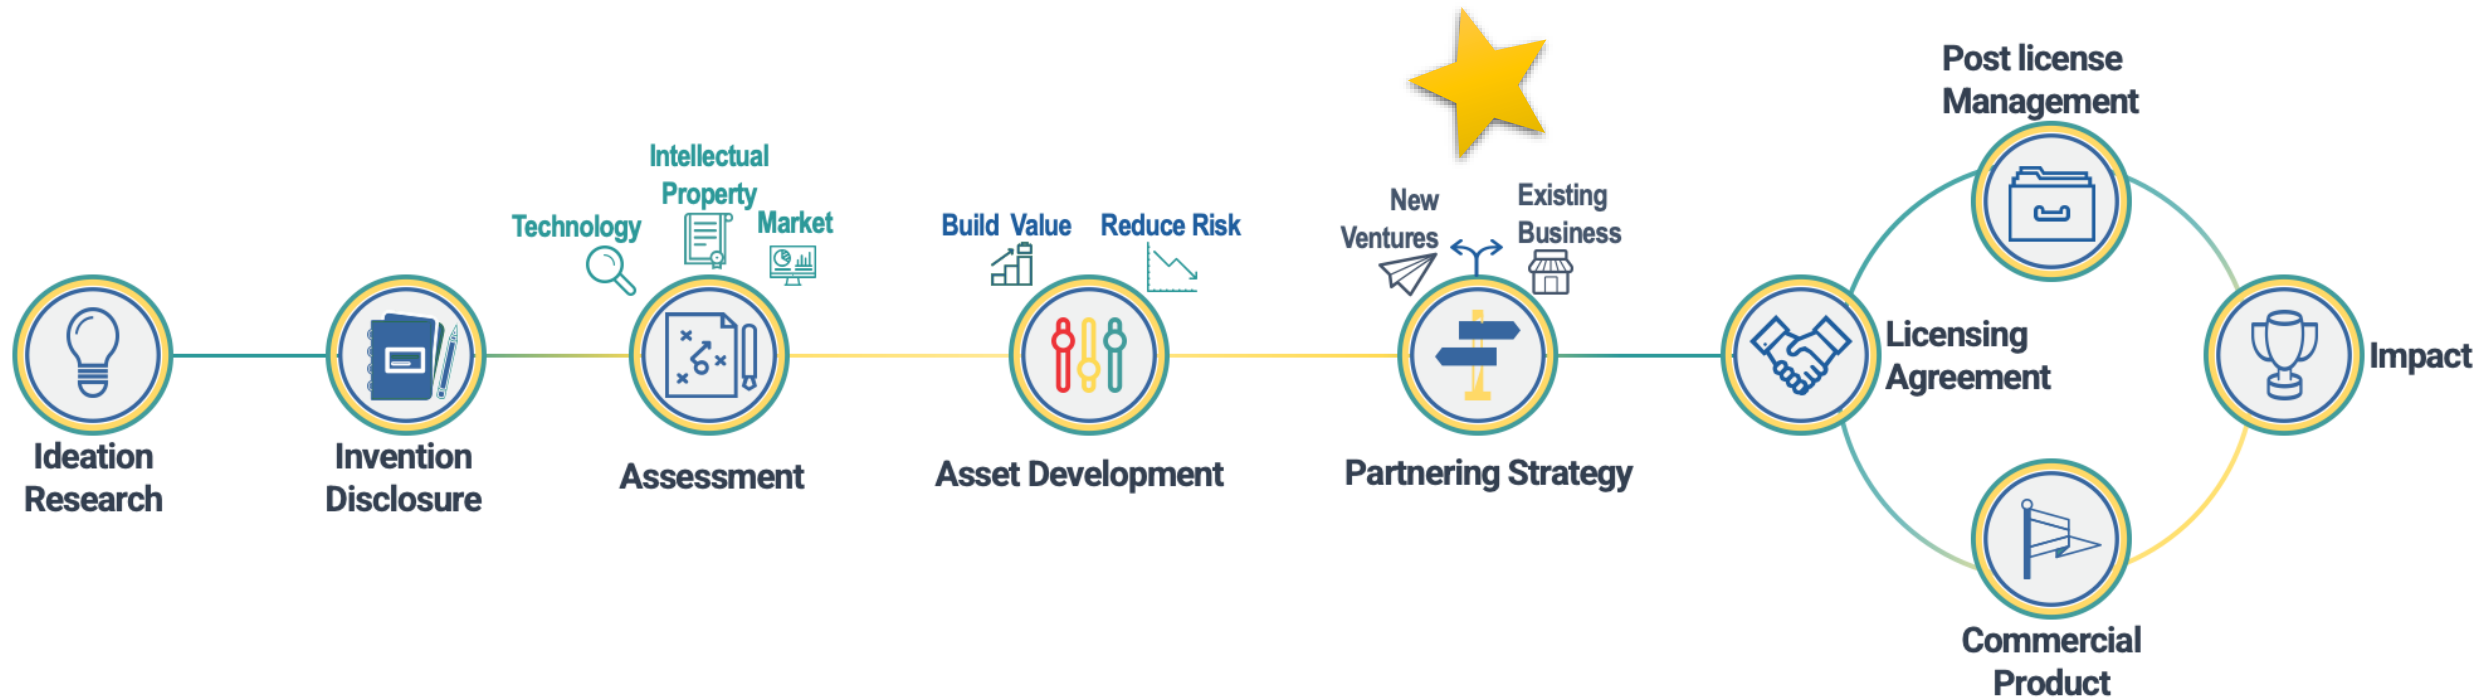 Ideation
Research
Invention
Disclosure
Technology
Intellectual
Property
Market
Assessment
Build Value
Reduce Risk
Asset Development
New
Ventures
Existing
Business
Partnering Strategy
Licensing
Agreement
Post license
Management
Commercial
Product
Impact